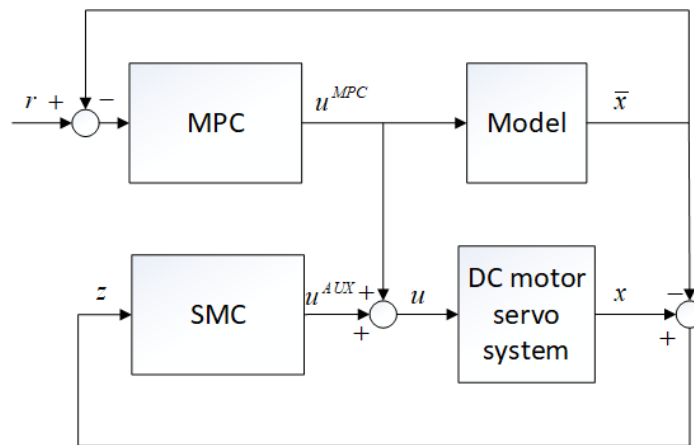 r + −
MPC
u^{MPC}
Model
x̄
z
SMC
u^{AUX} +
+
u
DC motor
servo
system
x
−
+